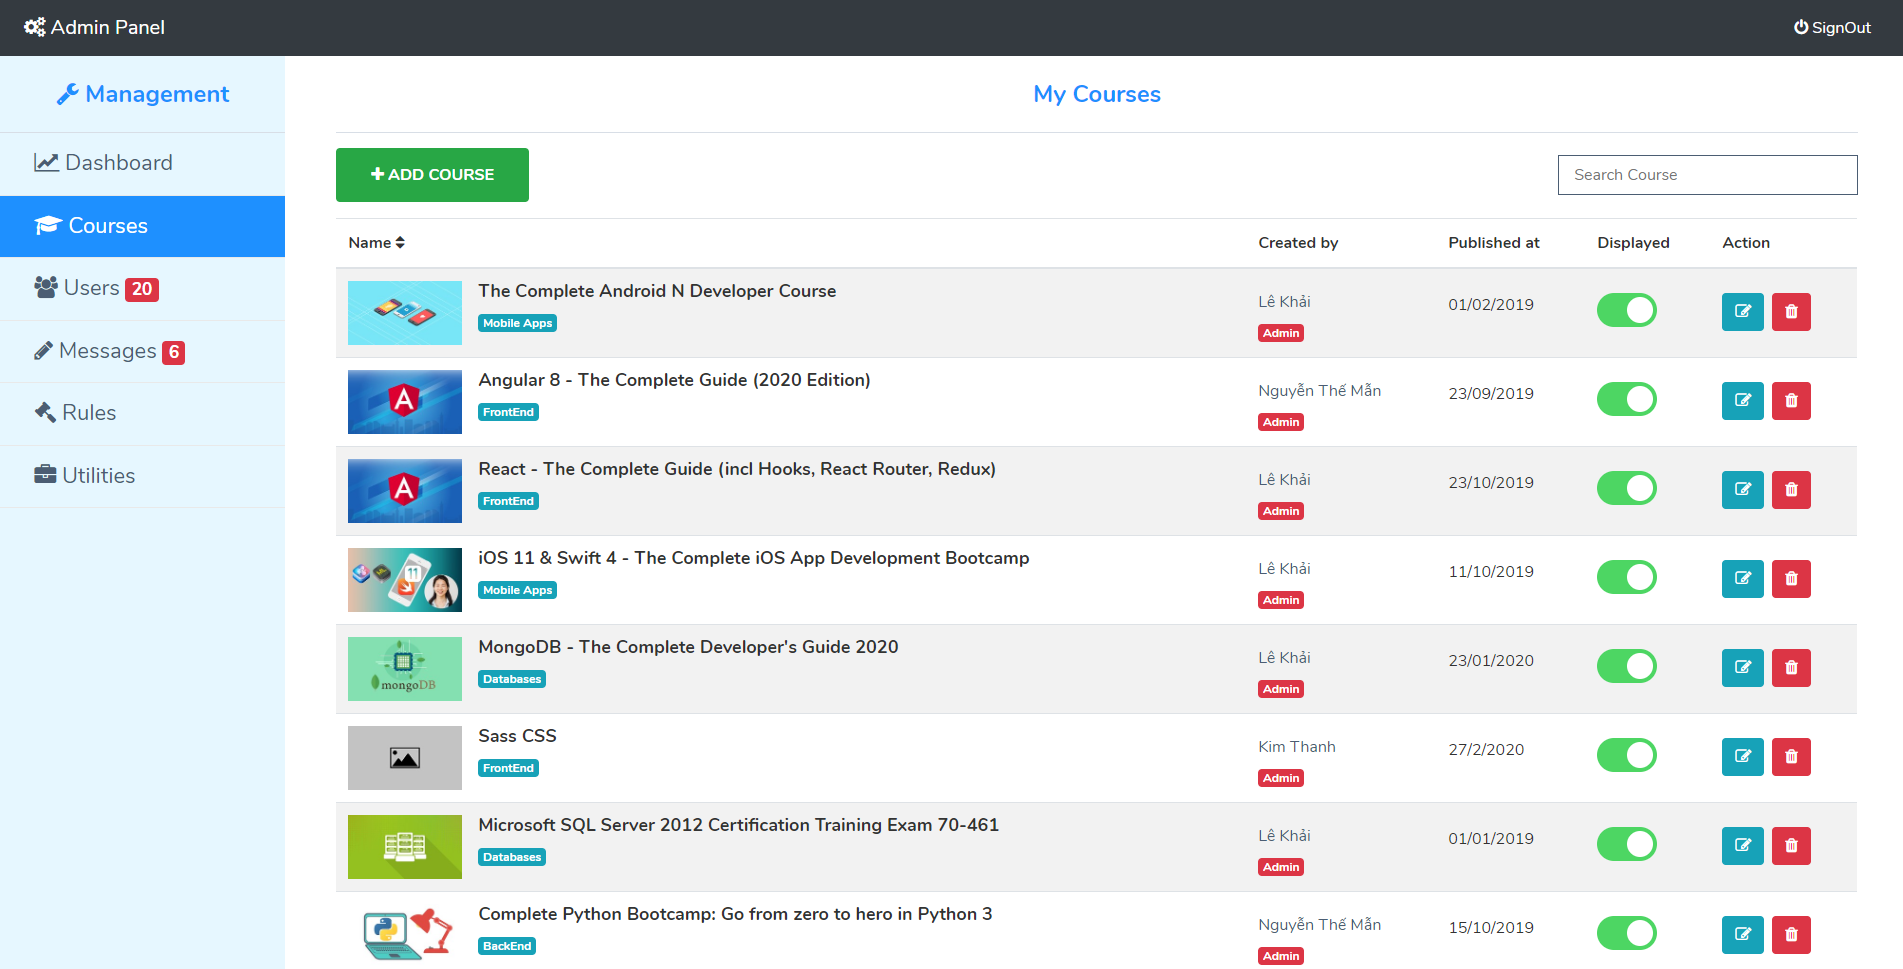 Admin Panel
SignOut
Management
Dashboard
Courses
Users 20
Messages 6
Rules
Utilities
My Courses
ADD COURSE
Search Course
Name Created by Published at Displayed Action
The Complete Android N Developer Course
Mobile Apps
Lê Khải
Admin
01/02/2019
Angular 8 - The Complete Guide (2020 Edition)
FrontEnd
Nguyễn Thế Mẫn
Admin
23/09/2019
React - The Complete Guide (incl Hooks, React Router, Redux)
FrontEnd
Lê Khải
Admin
23/10/2019
iOS 11 & Swift 4 - The Complete iOS App Development Bootcamp
Mobile Apps
11
Lê Khải
Admin
11/10/2019
MongoDB - The Complete Developer's Guide 2020
Databases
mongoDB
Lê Khải
Admin
23/01/2020
Sass CSS
FrontEnd
Kim Thanh
Admin
27/2/2020
Microsoft SQL Server 2012 Certification Training Exam 70-461
Databases
Lê Khải
Admin
01/01/2019
Complete Python Bootcamp: Go from zero to hero in Python 3
BackEnd
Nguyễn Thế Mẫn
Admin
15/10/2019